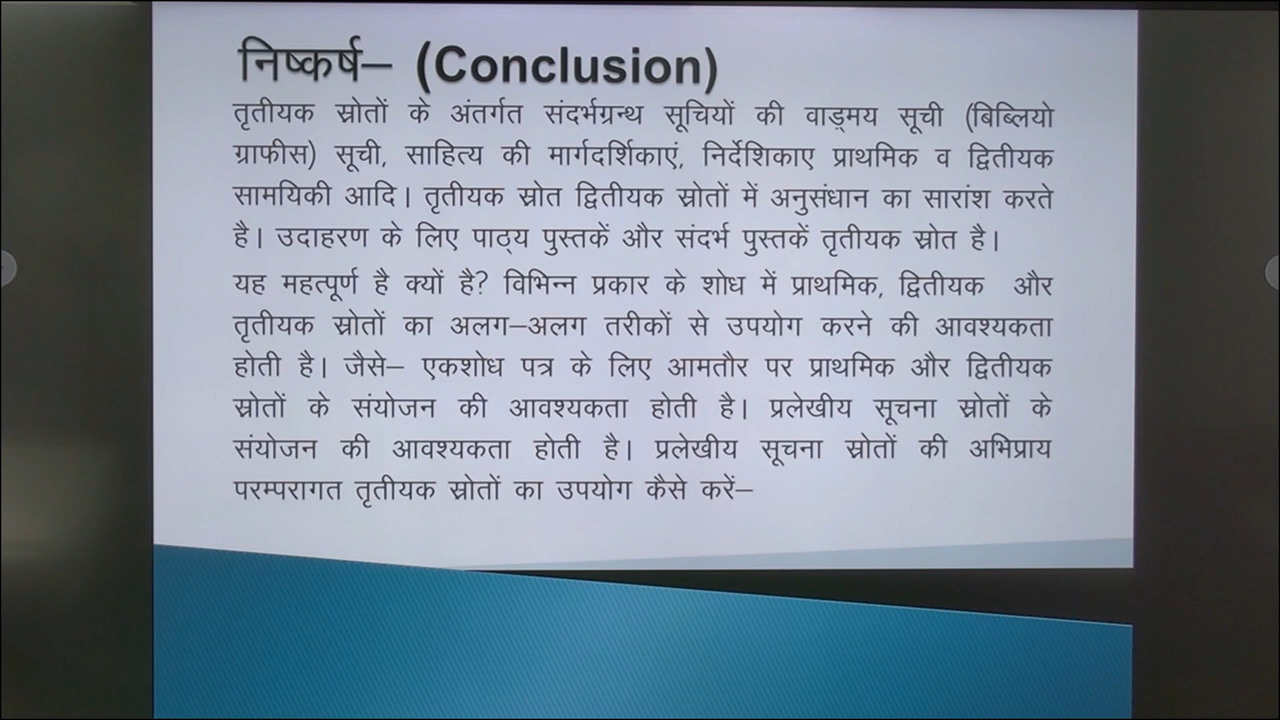 निष्कर्ष– (Conclusion)
तृतीयक स्रोतों के अंतर्गत संदर्भग्रन्थ सूचियों की वाड़्मय सूची (बिब्लियो
ग्राफीस) सूची, साहित्य की मार्गदर्शिकाएं, निर्देशिकाए प्राथमिक व द्वितीयक
सामयिकी आदि। तृतीयक स्रोत द्वितीयक स्रोतों में अनुसंधान का सारांश करते
है। उदाहरण के लिए पाठ्य पुस्तकें और संदर्भ पुस्तकें तृतीयक स्रोत है।
यह महत्पूर्ण है क्यों है? विभिन्न प्रकार के शोध में प्राथमिक, द्वितीयक और
तृतीयक स्रोतों का अलग–अलग तरीकों से उपयोग करने की आवश्यकता
होती है। जैसे– एकशोध पत्र के लिए आमतौर पर प्राथमिक और द्वितीयक
स्रोतों के संयोजन की आवश्यकता होती है। प्रलेखीय सूचना स्रोतों के
संयोजन की आवश्यकता होती है। प्रलेखीय सूचना स्रोतों की अभिप्राय
परम्परागत तृतीयक स्रोतों का उपयोग कैसे करें–